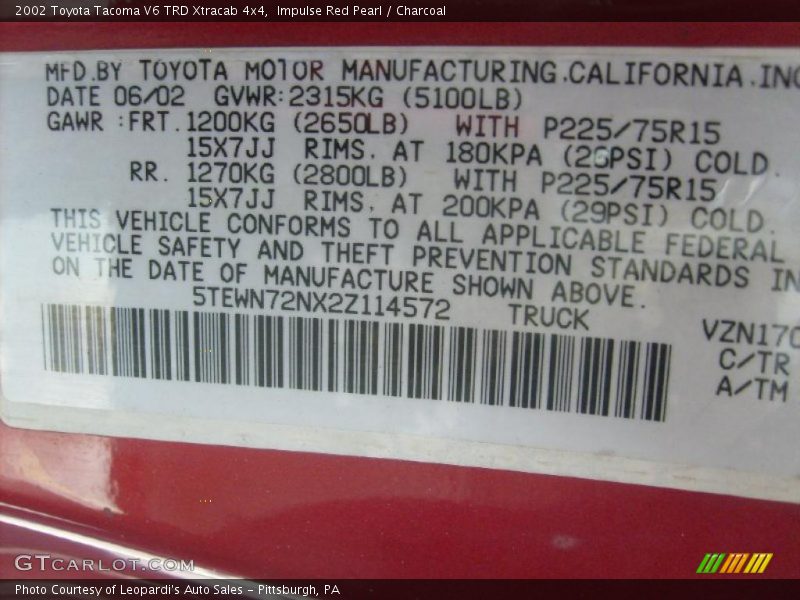 2002 Toyota Tacoma V6 TRD Xtracab 4x4,  Impulse Red Pearl / Charcoal
MFD.BY TOYOTA MOTOR MANUFACTURING.CALIFORNIA.INC
DATE 06/02 GVWR:2315KG (5100LB)
GAWR :FRT.1200KG (2650LB) WITH P225/75R15
15X7JJ RIMS. AT 180KPA (26PSI) COLD.
RR. 1270KG (2800LB) WITH P225/75R15
15X7JJ RIMS. AT 200KPA (29PSI) COLD.
THIS VEHICLE CONFORMS TO ALL APPLICABLE FEDERAL
VEHICLE SAFETY AND THEFT PREVENTION STANDARDS IN
ON THE DATE OF MANUFACTURE SHOWN ABOVE.
5TEWN72NX2Z114572 TRUCK
VZN170
C/TR
A/TM
GTCARLOT.COM
Photo Courtesy of Leopardi's Auto Sales – Pittsburgh, PA